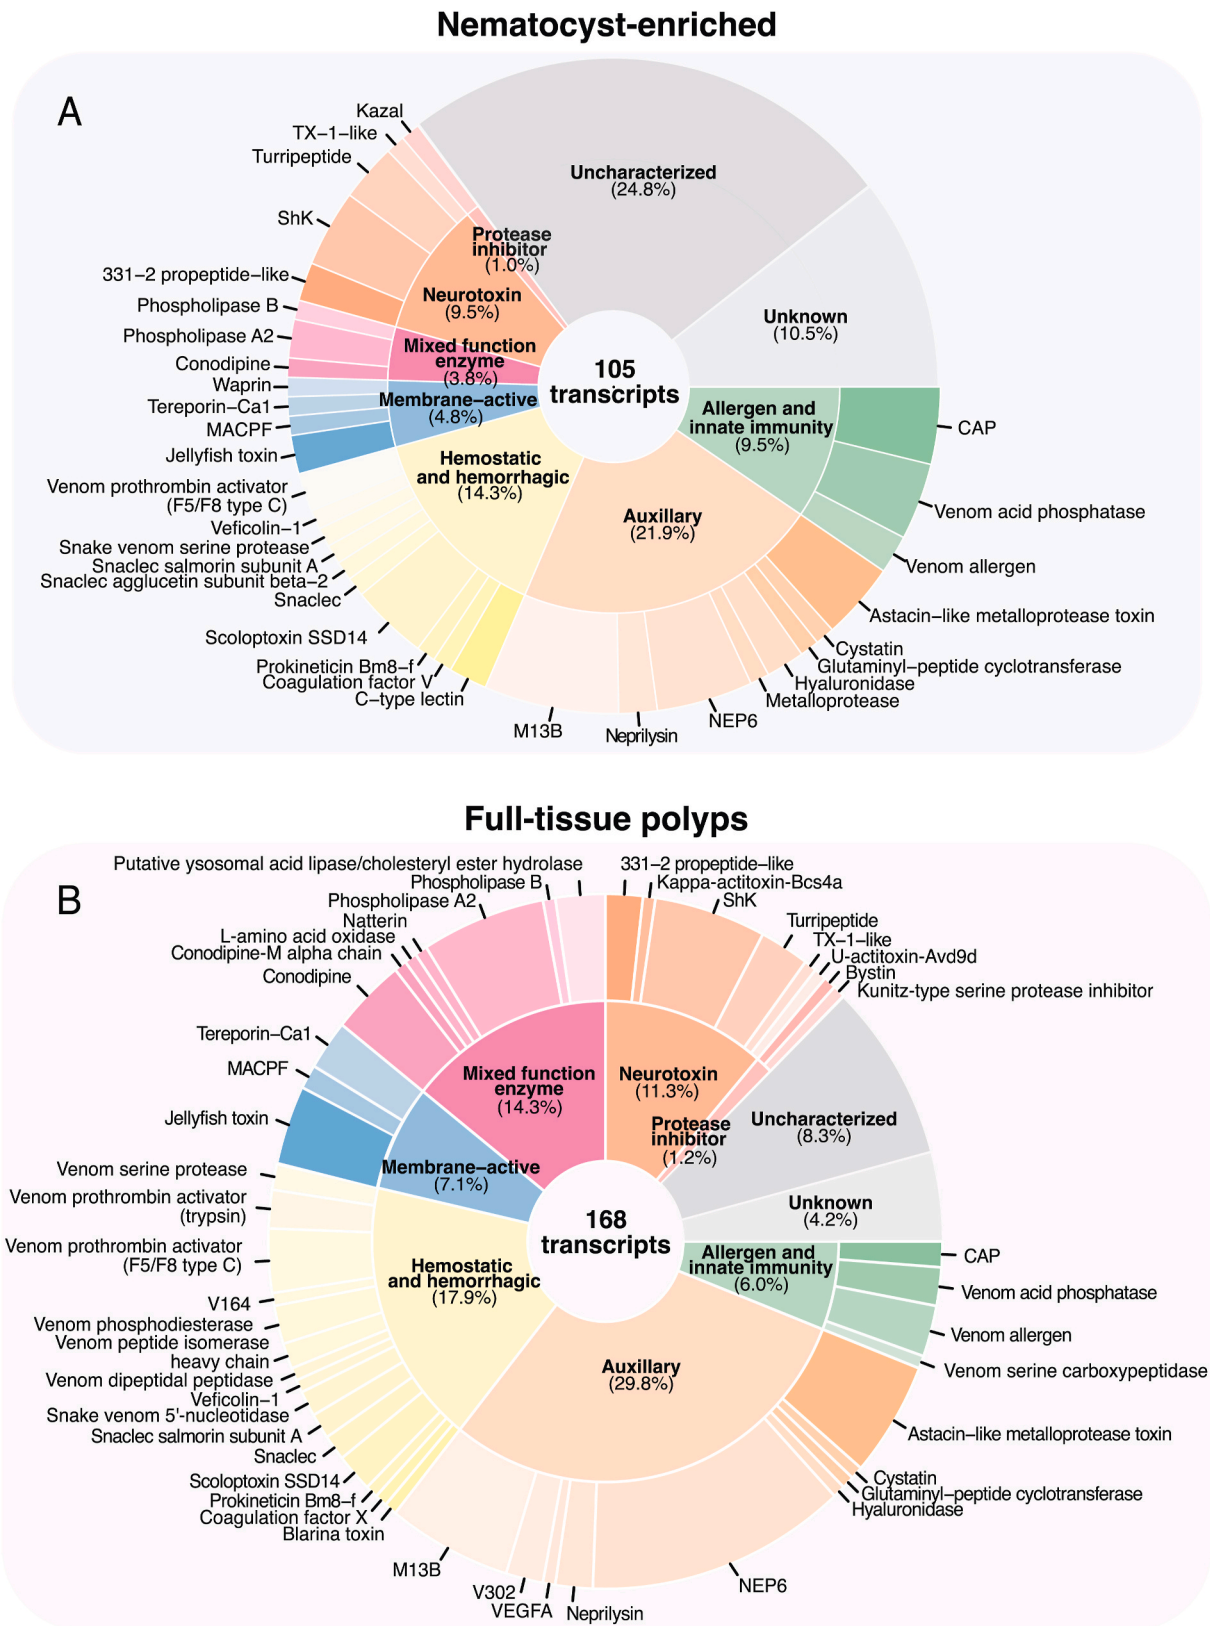 Nematocyst-enriched
A
Kazal
TX−1−like
Turripeptide
ShK
331−2 propeptide−like
Phospholipase B
Phospholipase A2
Conodipine
Waprin
Tereporin−Ca1
MACPF
Jellyfish toxin
Venom prothrombin activator
(F5/F8 type C)
Veficolin−1
Snake venom serine protease
Snaclec salmorin subunit A
Snaclec agglucetin subunit beta−2
Snaclec
Scoloptoxin SSD14
Prokineticin Bm8−f
Coagulation factor V
C−type lectin
M13B
Neprilysin
NEP6
Metalloprotease
Hyaluronidase
Glutaminyl−peptide cyclotransferase
Cystatin
Astacin−like metalloprotease toxin
Venom allergen
Venom acid phosphatase
CAP
Uncharacterized
(24.8%)
Unknown
(10.5%)
Protease
inhibitor
(1.0%)
Neurotoxin
(9.5%)
Mixed function
enzyme
(3.8%)
Membrane−active
(4.8%)
Hemostatic
and hemorrhagic
(14.3%)
Auxillary
(21.9%)
Allergen and
innate immunity
(9.5%)
105
transcripts
Full-tissue polyps
B
Putative ysosomal acid lipase/cholesteryl ester hydrolase
Phospholipase B
Phospholipase A2
Natterin
L-amino acid oxidase
Conodipine-M alpha chain
Conodipine
Tereporin−Ca1
MACPF
Jellyfish toxin
Venom serine protease
Venom prothrombin activator
(trypsin)
Venom prothrombin activator
(F5/F8 type C)
V164
Venom phosphodiesterase
Venom peptide isomerase
heavy chain
Venom dipeptidal peptidase
Veficolin−1
Snake venom 5'-nucleotidase
Snaclec salmorin subunit A
Snaclec
Scoloptoxin SSD14
Prokineticin Bm8−f
Coagulation factor X
Blarina toxin
M13B
V302
VEGFA
Neprilysin
NEP6
Hyaluronidase
Glutaminyl−peptide cyclotransferase
Cystatin
Astacin−like metalloprotease toxin
Venom serine carboxypeptidase
Venom allergen
Venom acid phosphatase
CAP
331−2 propeptide−like
Kappa-actitoxin-Bcs4a
ShK
Turripeptide
TX−1−like
U-actitoxin-Avd9d
Bystin
Kunitz-type serine protease inhibitor
Mixed function
enzyme
(14.3%)
Neurotoxin
(11.3%)
Protease
inhibitor
(1.2%)
Uncharacterized
(8.3%)
Unknown
(4.2%)
Membrane−active
(7.1%)
Hemostatic
and hemorrhagic
(17.9%)
Allergen and
innate immunity
(6.0%)
Auxillary
(29.8%)
168
transcripts